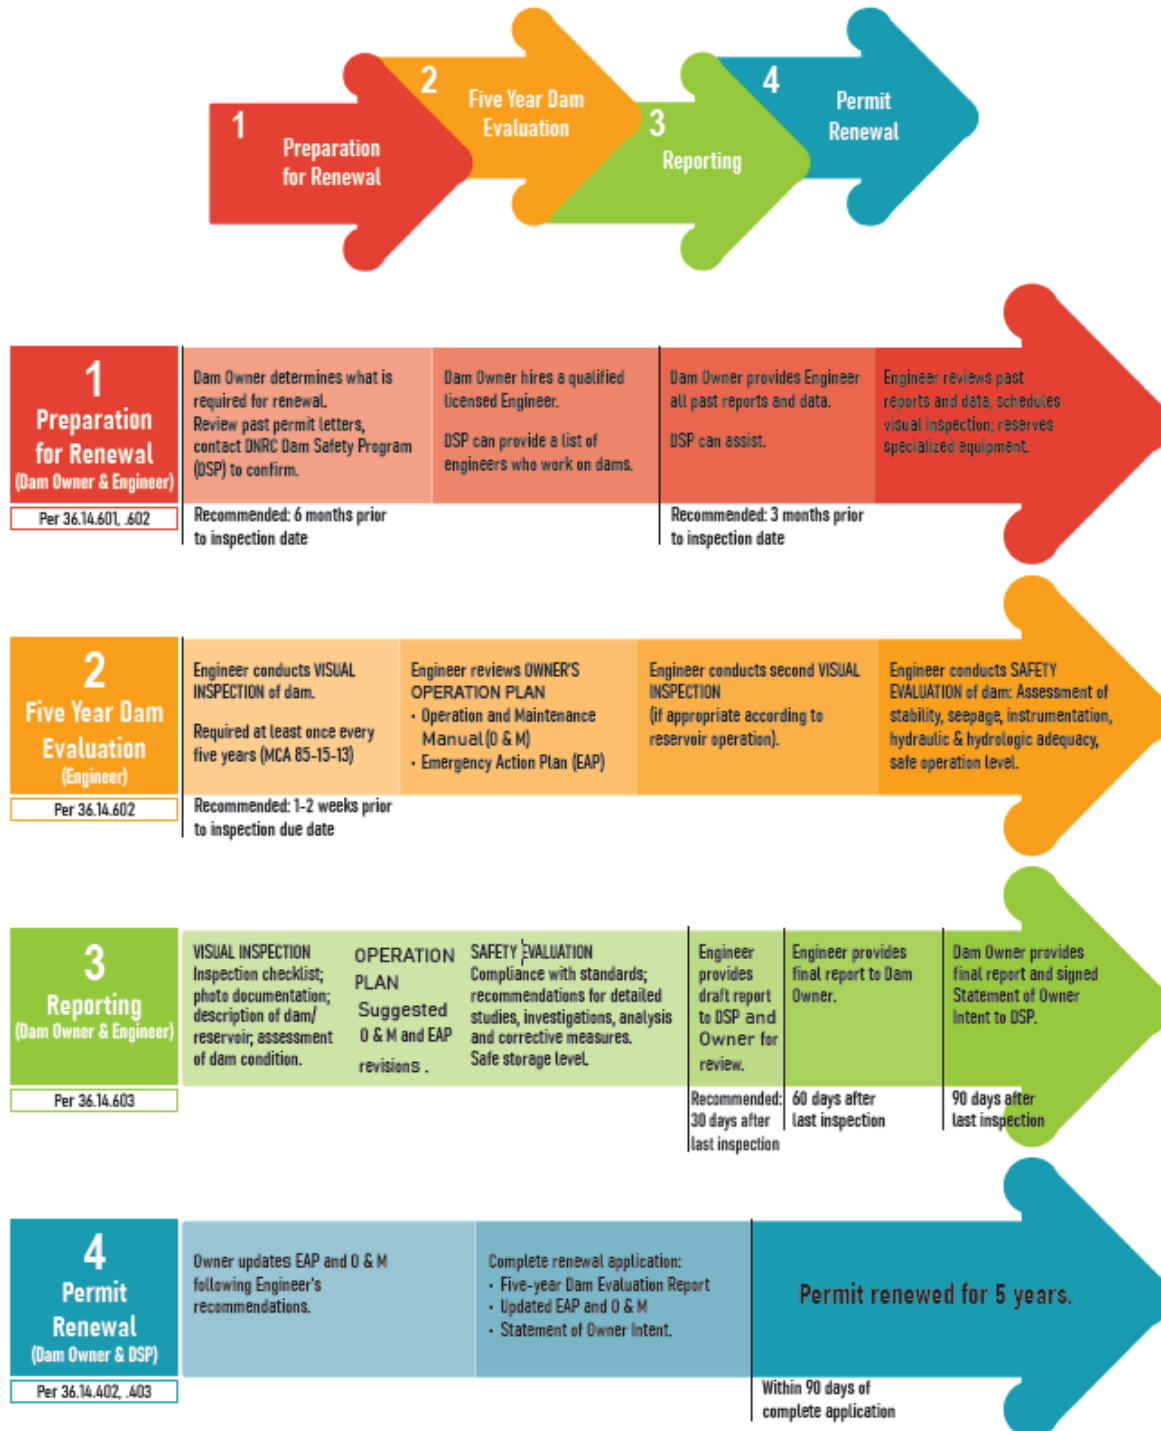 1
Preparation
for Renewal
2
Five Year Dam
Evaluation
3
Reporting
4
Permit
Renewal
1
Preparation
for Renewal
(Dam Owner & Engineer)
Per 36.14.601, .602
Dam Owner determines what is
required for renewal.
Review past permit letters,
contact DNRC Dam Safety Program
(DSP) to confirm.
Recommended: 6 months prior
to inspection date
Dam Owner hires a qualified
licensed Engineer.
DSP can provide a list of
engineers who work on dams.
Dam Owner provides Engineer
all past reports and data.
DSP can assist.
Recommended: 3 months prior
to inspection date
Engineer reviews past
reports and data, schedules
visual inspection; reserves
specialized equipment.
2
Five Year Dam
Evaluation
(Engineer)
Per 36.14.602
Engineer conducts VISUAL
INSPECTION of dam.
Required at least once every
five years (MCA 85-15-13)
Recommended: 1-2 weeks prior
to inspection due date
Engineer reviews OWNER'S
OPERATION PLAN
• Operation and Maintenance
Manual (O & M)
• Emergency Action Plan (EAP)
Engineer conducts second VISUAL
INSPECTION
(if appropriate according to
reservoir operation).
Engineer conducts SAFETY
EVALUATION of dam: Assessment of
stability, seepage, instrumentation,
hydraulic & hydrologic adequacy,
safe operation level.
3
Reporting
(Dam Owner & Engineer)
Per 36.14.603
VISUAL INSPECTION
Inspection checklist;
photo documentation;
description of dam/
reservoir; assessment
of dam condition.
OPERATION
PLAN
Suggested
O & M and EAP
revisions .
SAFETY EVALUATION
Compliance with standards;
recommendations for detailed
studies, investigations, analysis
and corrective measures.
Safe storage level.
Engineer
provides
draft report
to DSP and
Owner for
review.
Recommended:
30 days after
last inspection
Engineer provides
final report to Dam
Owner.
60 days after
last inspection
Dam Owner provides
final report and signed
Statement of Owner
Intent to DSP.
90 days after
last inspection
4
Permit
Renewal
(Dam Owner & DSP)
Per 36.14.402, .403
Owner updates EAP and O & M
following Engineer's
recommendations.
Complete renewal application:
• Five-year Dam Evaluation Report
• Updated EAP and O & M
• Statement of Owner Intent.
Permit renewed for 5 years.
Within 90 days of
complete application